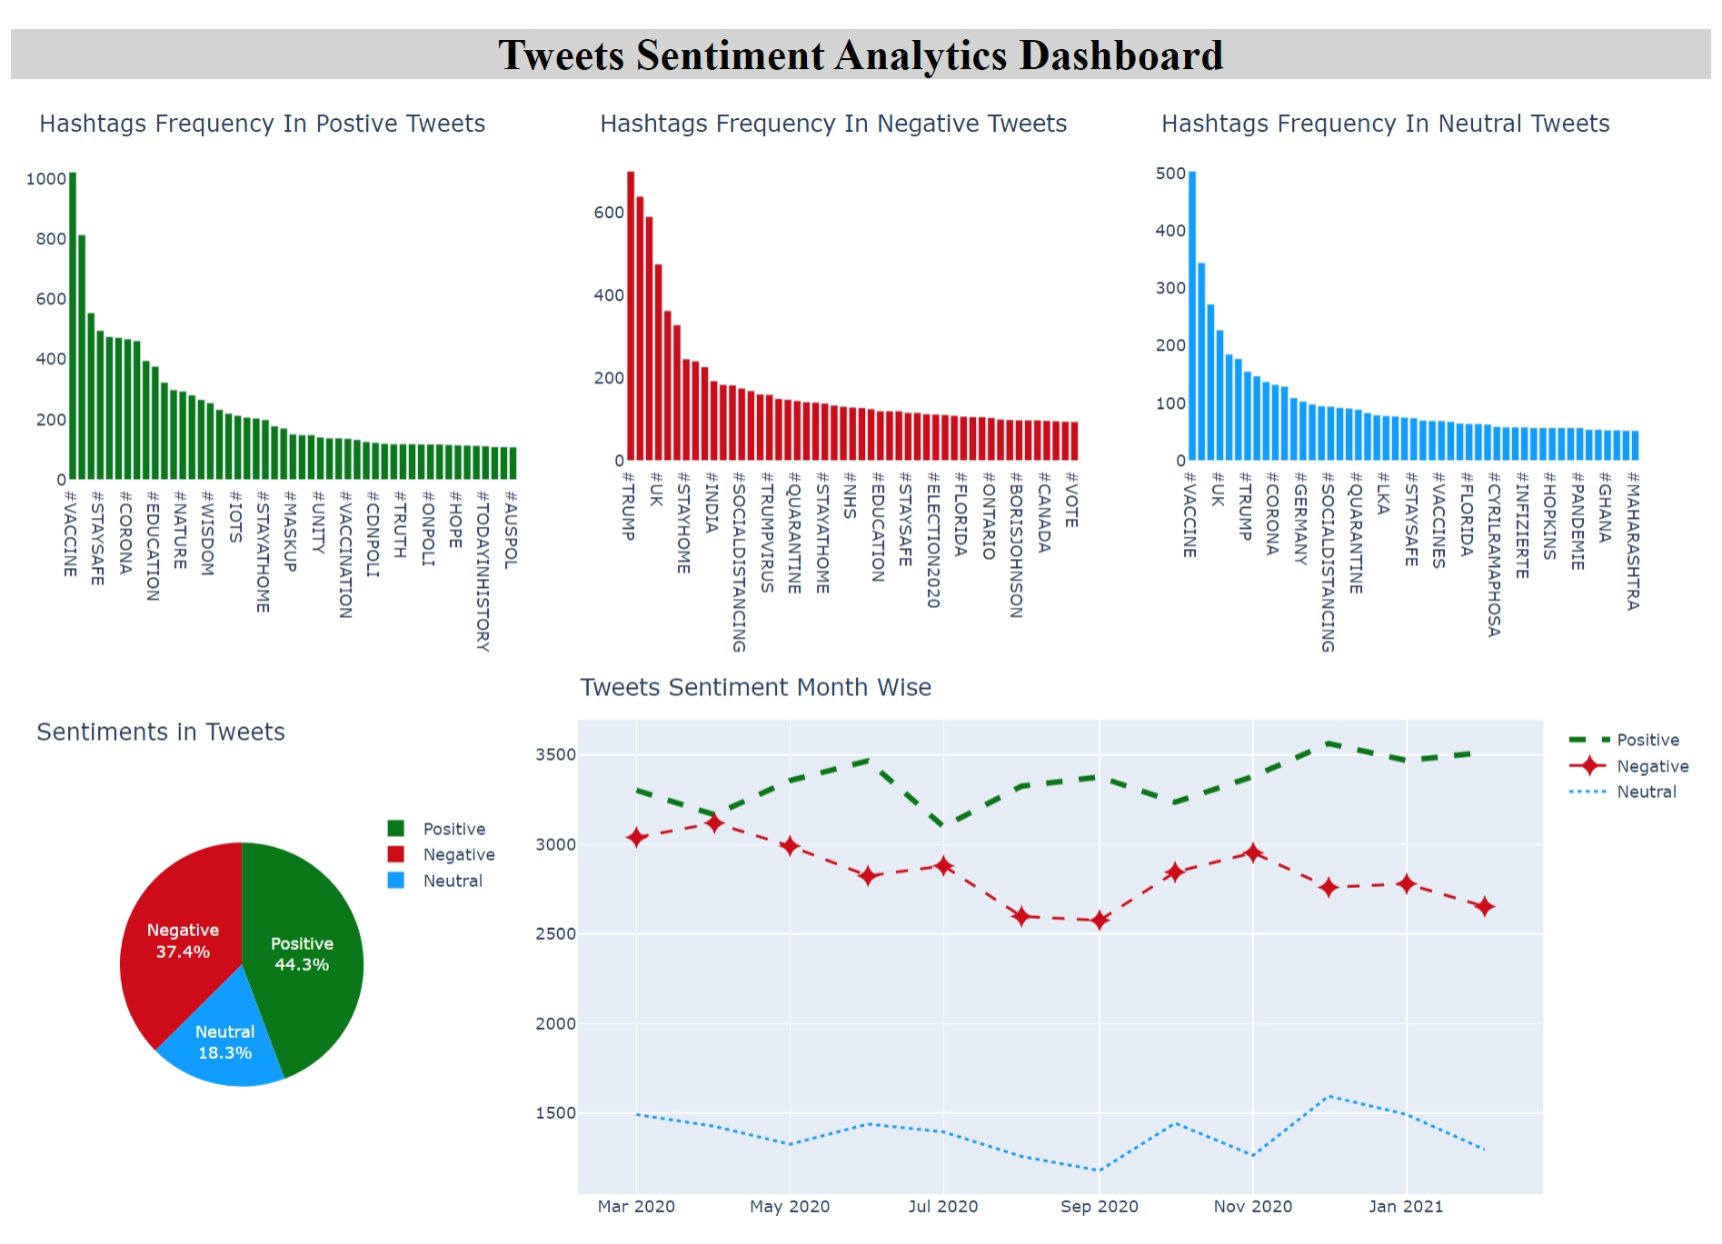 Tweets Sentiment Analytics Dashboard
Hashtags Frequency In Postive Tweets
1000
800
600
400
200
0
#VACCINE
#STAYSAFE
#CORONA
#EDUCATION
#NATURE
#WISDOM
#IOTS
#STAYATHOME
#MASKUP
#UNITY
#VACCINATION
#CDNPOLI
#TRUTH
#ONPOLI
#HOPE
#TODAYINHISTORY
#AUSPOL
Hashtags Frequency In Negative Tweets
600
400
200
0
#TRUMP
#UK
#STAYHOME
#INDIA
#SOCIALDISTANCING
#TRUMPVIRUS
#QUARANTINE
#STAYATHOME
#NHS
#EDUCATION
#STAYSAFE
#ELECTION2020
#FLORIDA
#ONTARIO
#BORISJOHNSON
#CANADA
#VOTE
Hashtags Frequency In Neutral Tweets
500
400
300
200
100
0
#VACCINE
#UK
#TRUMP
#CORONA
#GERMANY
#SOCIALDISTANCING
#QUARANTINE
#LKA
#STAYSAFE
#VACCINES
#FLORIDA
#CYRILRAMAPHOSA
#INFIZIERTE
#HOPKINS
#PANDEMIE
#GHANA
#MAHARASHTRA
Sentiments in Tweets
Positive
Negative
Neutral
Negative
37.4%
Positive
44.3%
Neutral
18.3%
Tweets Sentiment Month Wise
3500
3000
2500
2000
1500
Mar 2020
May 2020
Jul 2020
Sep 2020
Nov 2020
Jan 2021
Positive
Negative
Neutral